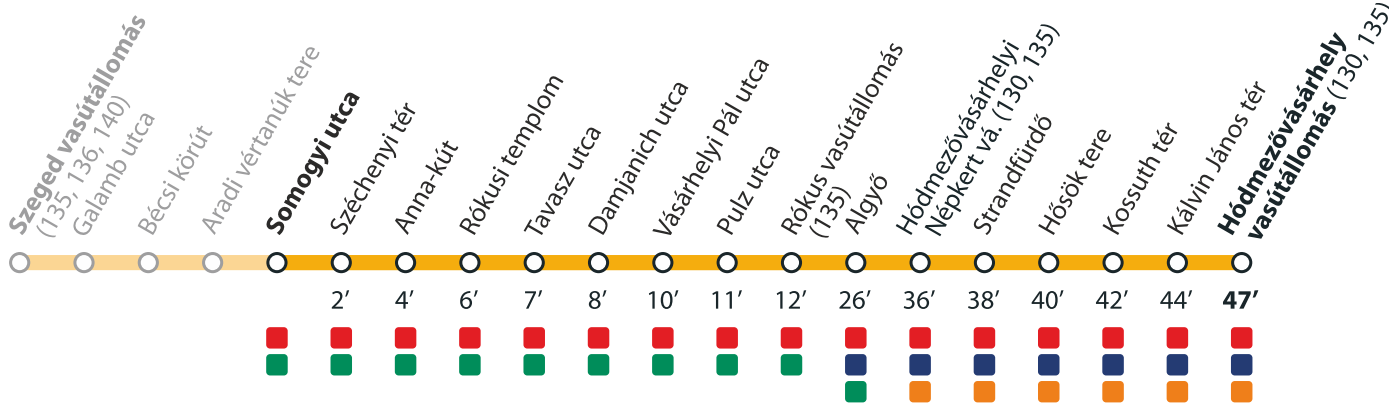 Szeged vasútállomás
(135, 136, 140)
Galamb utca
Bécsi körút
Aradi vértanúk tere
Somogyi utca
Széchenyi tér
Anna-kút
Rókusi templom
Tavasz utca
Damjanich utca
Vásárhelyi Pál utca
Pulz utca
Rókus vasútállomás
(135)
Algyő
Hódmezővásárhelyi
Népkert vá. (130, 135)
Strandfürdő
Hősök tere
Kossuth tér
Kálvin János tér
Hódmezővásárhely
vasútállomás (130, 135)
2’ 4’ 6’ 7’ 8’ 10’ 11’ 12’ 26’ 36’ 38’ 40’ 42’ 44’ 47’